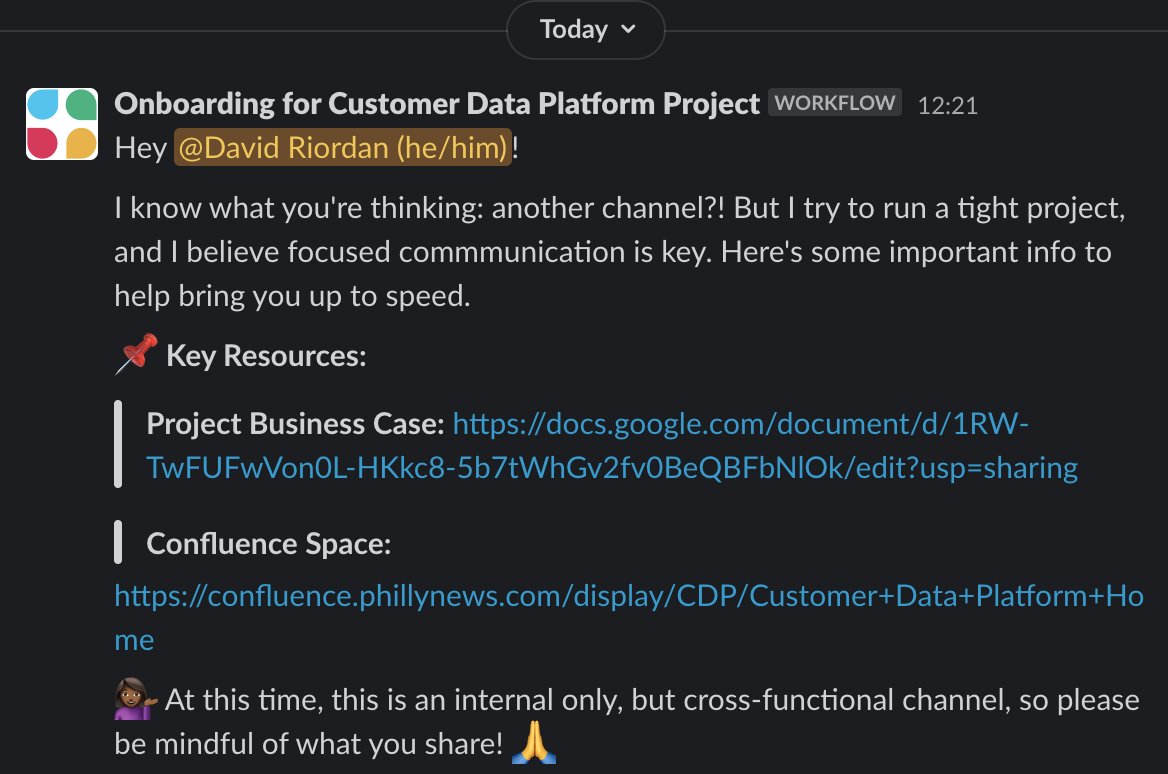 Today
Onboarding for Customer Data Platform Project WORKFLOW 12:21
Hey @David Riordan (he/him)!
I know what you're thinking: another channel?! But I try to run a tight project,
and I believe focused commmunication is key. Here's some important info to
help bring you up to speed.
Key Resources:
Project Business Case: https://docs.google.com/document/d/1RW-
TwFUFwVon0L-HKkc8-5b7tWhGv2fv0BeQBFbNlOk/edit?usp=sharing
Confluence Space:
https://confluence.phillynews.com/display/CDP/Customer+Data+Platform+Ho
me
At this time, this is an internal only, but cross-functional channel, so please
be mindful of what you share!